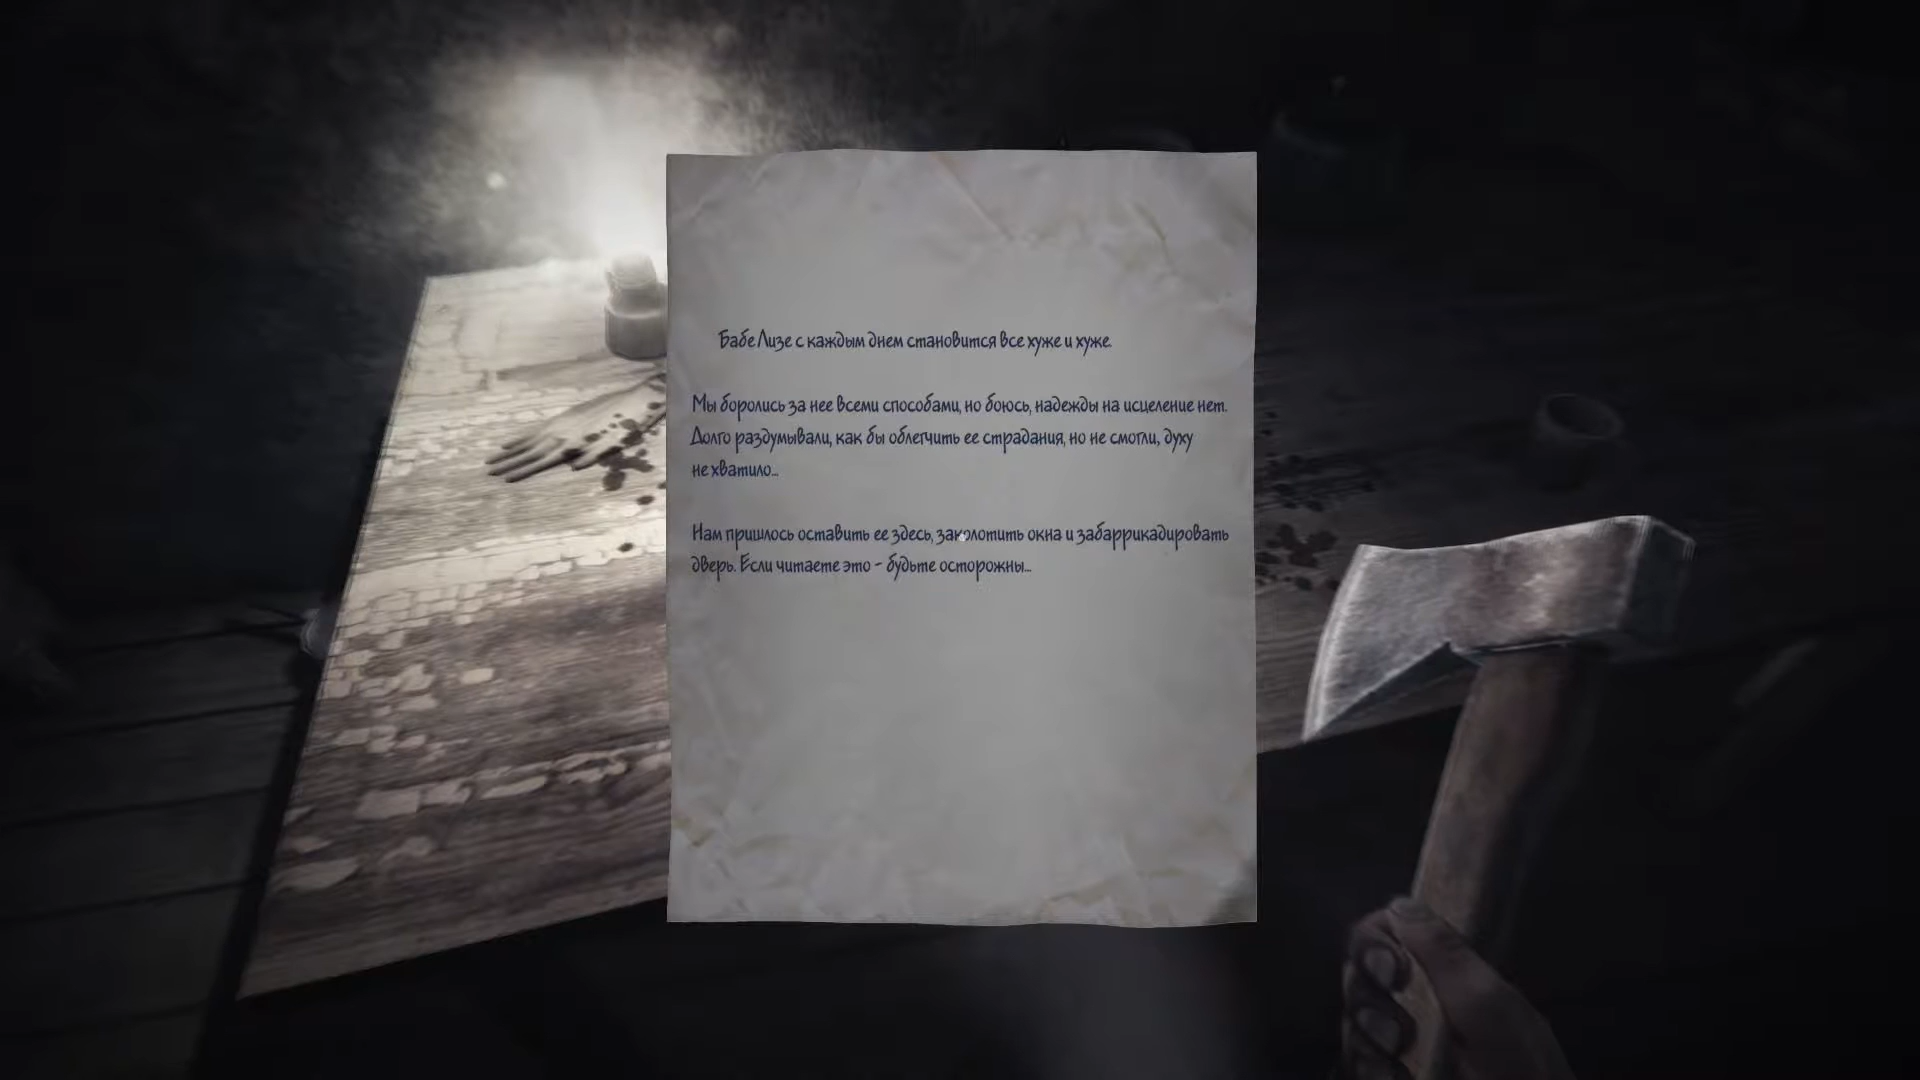 Бабе Лизе с каждым днем становится все хуже и хуже.
Мы боролись за нее всеми способами, но боюсь, надежды на исцеление нет.
Долго раздумывали, как бы облегчить ее страдания, но не смогли, духу
не хватило...
Нам пришлось оставить ее здесь, заколотить окна и забаррикадировать
дверь. Если читаете это - будьте осторожны...